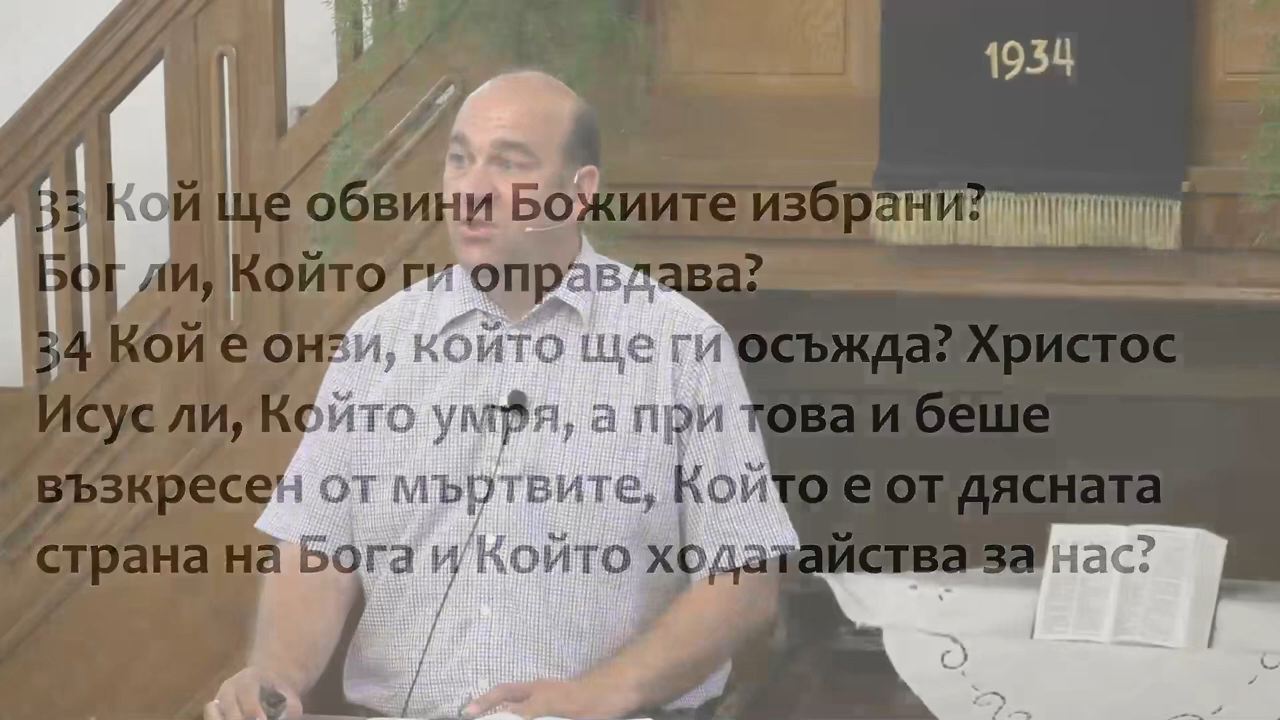 1934
33 Кой ще обвини Божиите избрани?
Бог ли, Който ги оправдава?
34 Кой е онзи, който ще ги осъжда? Христос
Исус ли, Който умря, а при това и беше
възкресен от мъртвите, Който е от дясната
страна на Бога и Който ходатайства за нас?